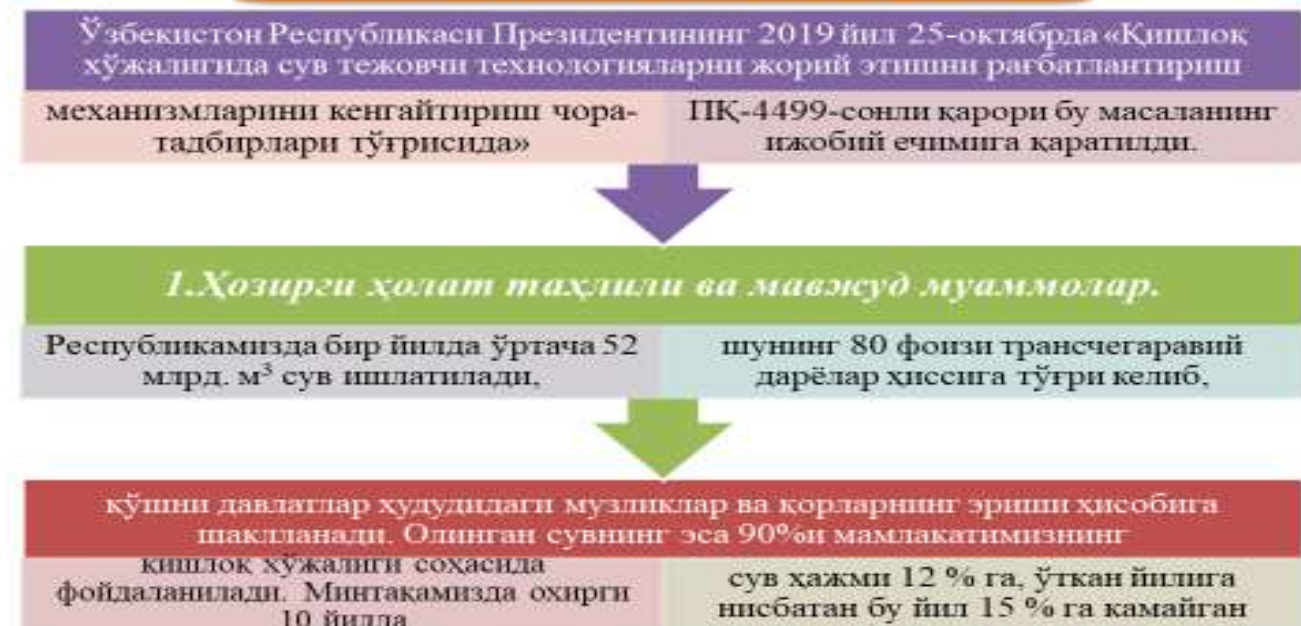 Ўзбекистон Республикаси Президентининг 2019 йил 25-октябрда «Қишлоқ
хўжалигида сув тежовчи технологияларни жорий этишни рағбатлантириш
механизмларини кенгайтириш чора-
тадбирлари тўғрисида»
ПҚ-4499-сонли қарори бу масаланинг
ижобий ечимига қаратилди.
1.Ҳозирги ҳолат таҳлили ва мавжуд муаммолар.
Республикамизда бир йилда ўртача 52
млрд. м³ сув ишлатилади,
шунинг 80 фоизи трансчегаравий
дарёлар ҳиссига тўғри келиб,
қўшни давлатлар ҳудудидаги музликлар ва қорларнинг эриши ҳисобига
шаклланади. Олинган сувнинг эса 90%и мамлакатимизнинг
қишлоқ хўжалиги соҳасида
фойдаланилади. Минтақамизда охирги
10 йилда
сув ҳажми 12 % га, ўткан йилига
нисбатан бу йил 15 % га камайган